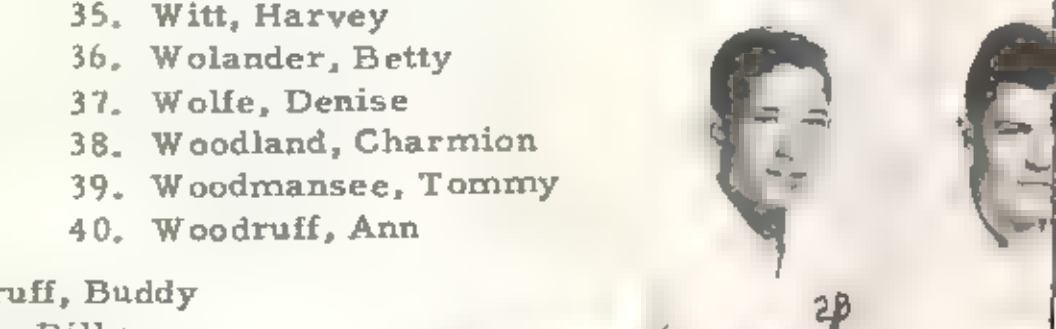 35. Witt, Harvey
36. Wolander, Betty
37. Wolfe, Denise
38. Woodland, Charmion
39. Woodmansee, Tommy
40. Woodruff, Ann
ruff, Buddy
28